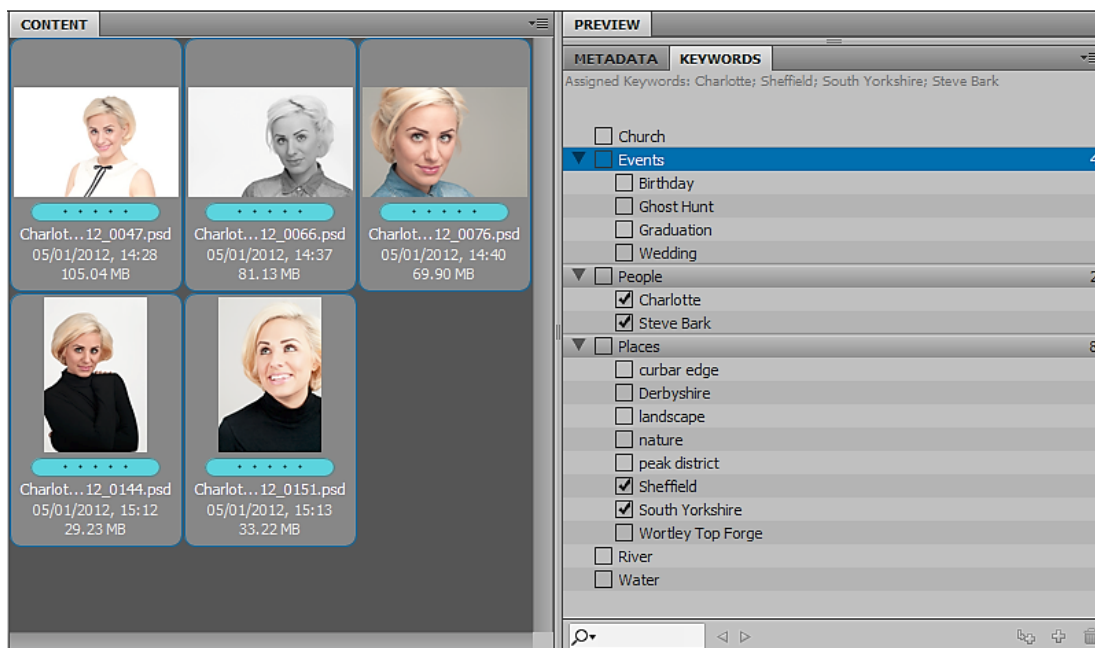 CONTENT
Charlot...12_0047.psd
05/01/2012, 14:28
105.04 MB
Charlot...12_0066.psd
05/01/2012, 14:37
81.13 MB
Charlot...12_0076.psd
05/01/2012, 14:40
69.90 MB
Charlot...12_0144.psd
05/01/2012, 15:12
29.23 MB
Charlot...12_0151.psd
05/01/2012, 15:13
33.22 MB
PREVIEW
METADATA KEYWORDS
Assigned Keywords: Charlotte; Sheffield; South Yorkshire; Steve Bark
Church
Events 4
Birthday
Ghost Hunt
Graduation
Wedding
People 2
Charlotte
Steve Bark
Places 8
curbar edge
Derbyshire
landscape
nature
peak district
Sheffield
South Yorkshire
Wortley Top Forge
River
Water